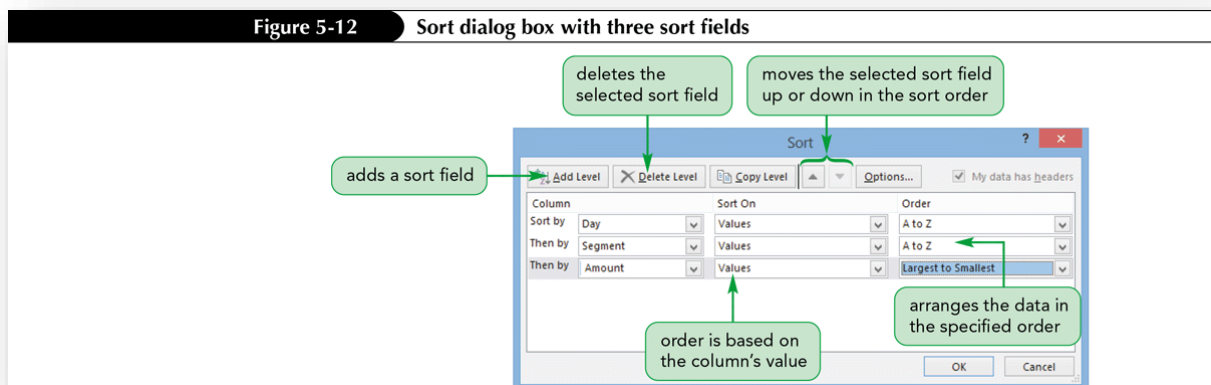 Figure 5-12 Sort dialog box with three sort fields
deletes the
selected sort field
moves the selected sort field
up or down in the sort order
adds a sort field
Sort
?
Add Level Delete Level Copy Level Options... My data has headers
Column Sort On Order
Sort by Day Values A to Z
Then by Segment Values A to Z
Then by Amount Values Largest to Smallest
arranges the data in
the specified order
order is based on
the column's value
OK Cancel